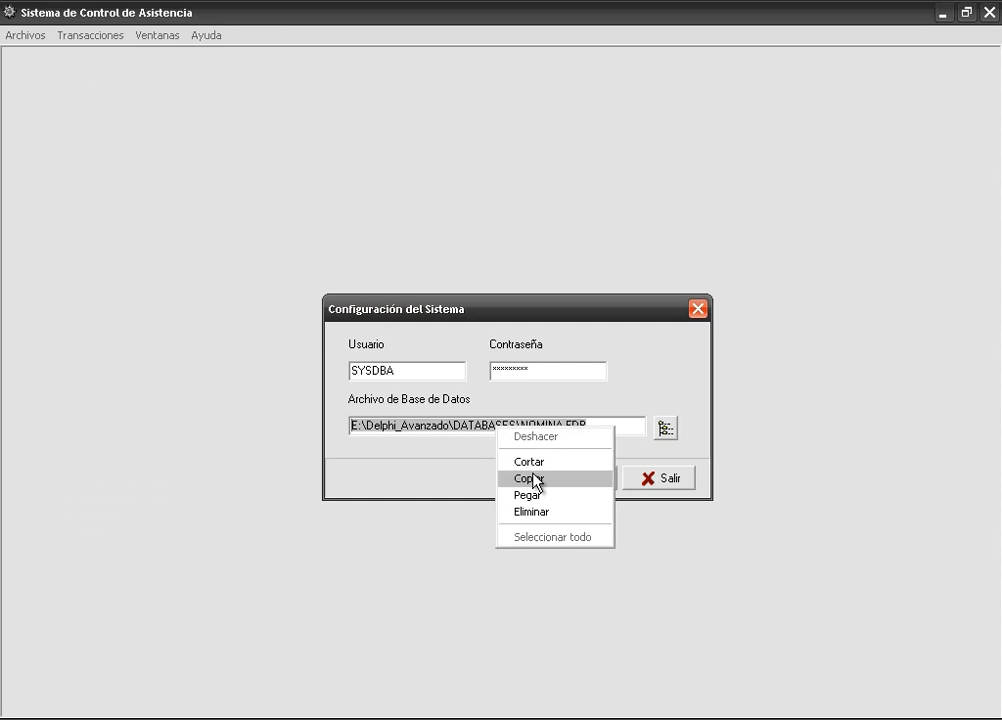 Sistema de Control de Asistencia
Archivos Transacciones Ventanas Ayuda
Configuración del Sistema
Usuario Contraseña
SYSDBA *********
Archivo de Base de Datos
E:\Delphi_Avanzado\DATABASES\NOMINA.FDB
Deshacer
Cortar
Copiar
Salir
Pegar
Eliminar
Seleccionar todo